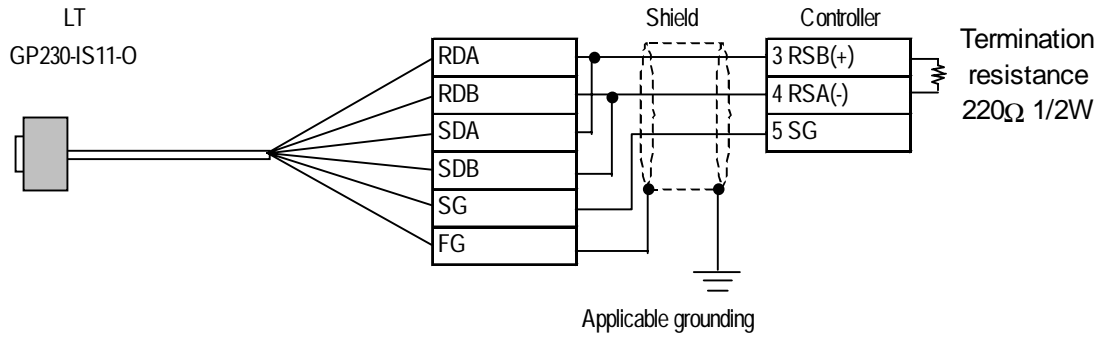 LT
GP230-IS11-O
Shield
Controller
RDA
RDB
SDA
SDB
SG
FG
3 RSB(+)
4 RSA(-)
5 SG
Termination
resistance
220Ω 1/2W
Applicable grounding